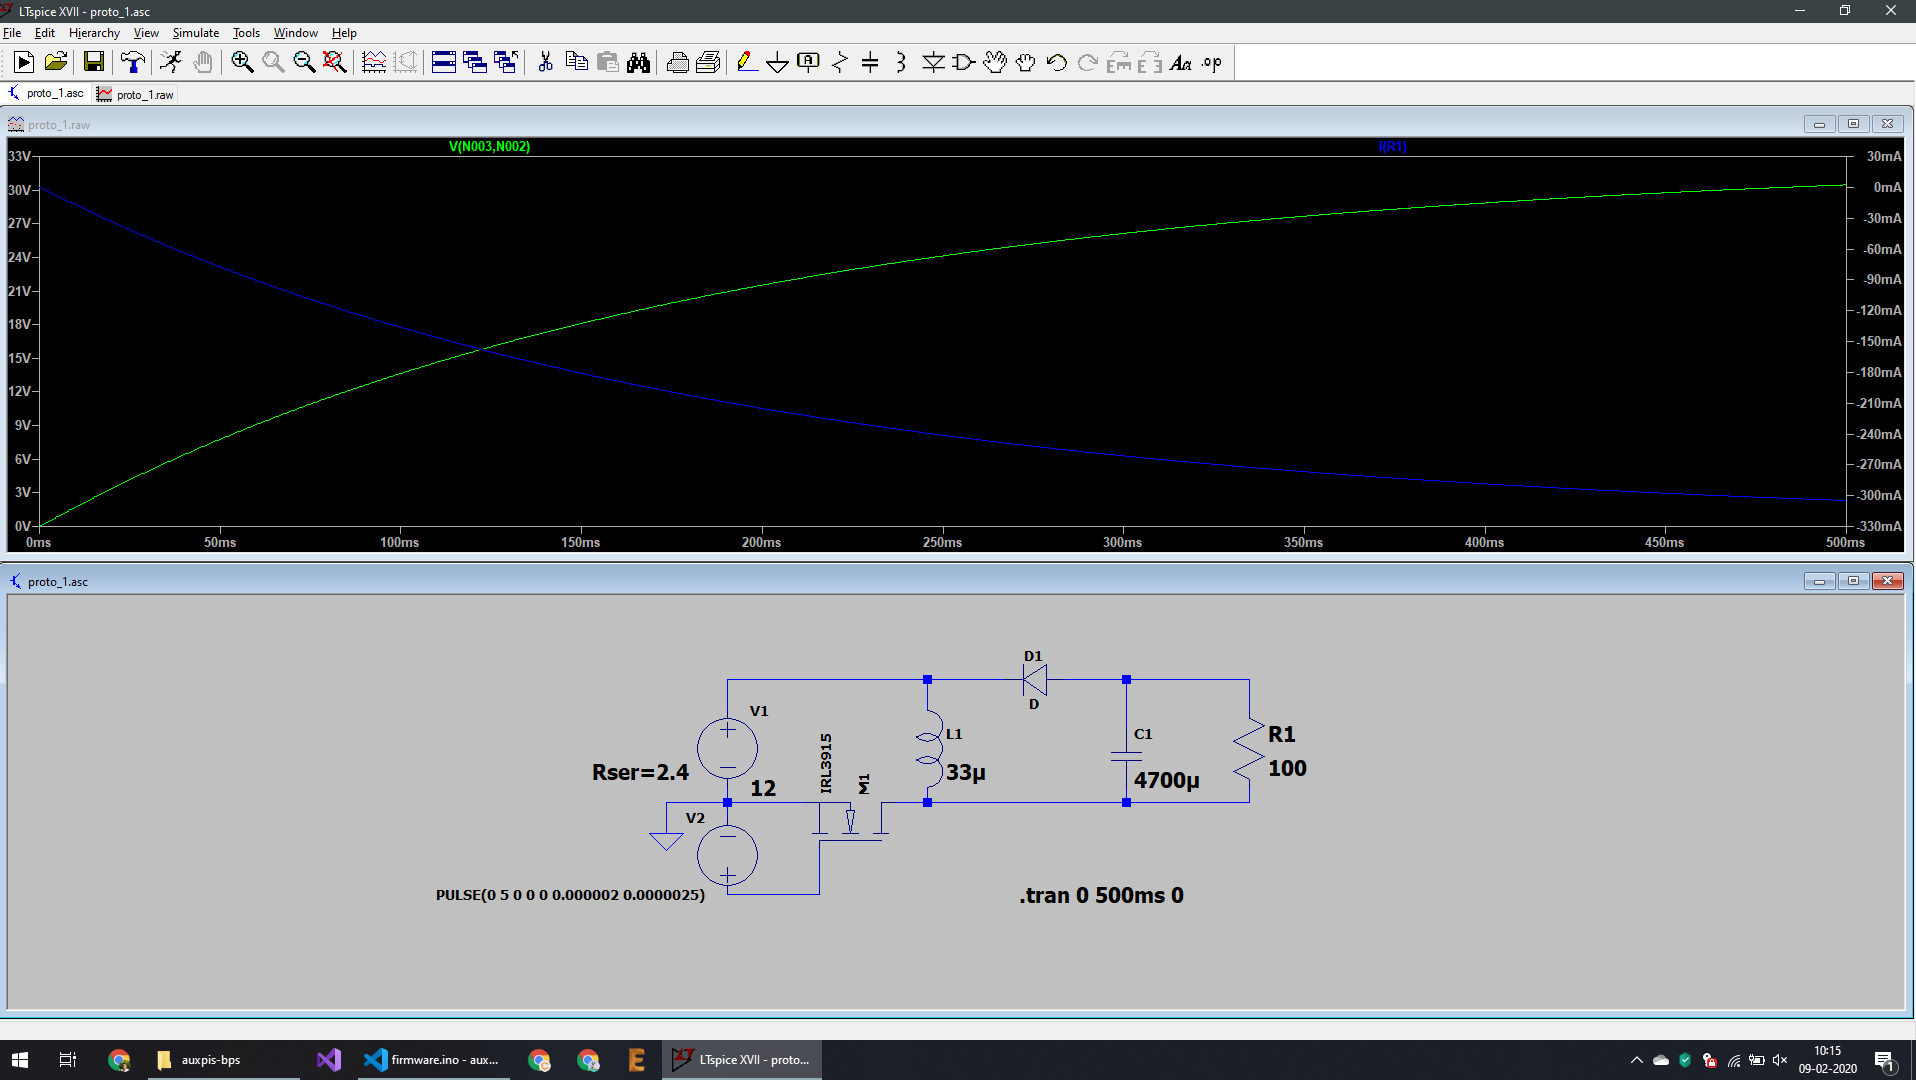 LTspice XVII - proto_1.asc
File Edit Hierarchy View Simulate Tools Window Help
proto_1.asc proto_1.raw
proto_1.raw
V(N003,N002) I(R1)
33V 30mA
30V 0mA
27V -30mA
24V -60mA
21V -90mA
18V -120mA
15V -150mA
12V -180mA
9V -210mA
6V -240mA
3V -270mA
-300mA
0V -330mA
0ms 50ms 100ms 150ms 200ms 250ms 300ms 350ms 400ms 450ms 500ms
proto_1.asc
D1
D
V1
Rser=2.4
12
IRL3915
M1
L1
33µ
C1
4700µ
R1
100
V2
PULSE(0 5 0 0 0 0.000002 0.0000025)
.tran 0 500ms 0
auxpis-bps firmware.ino - aux... LTspice XVII - proto...
10:15
09-02-2020
1